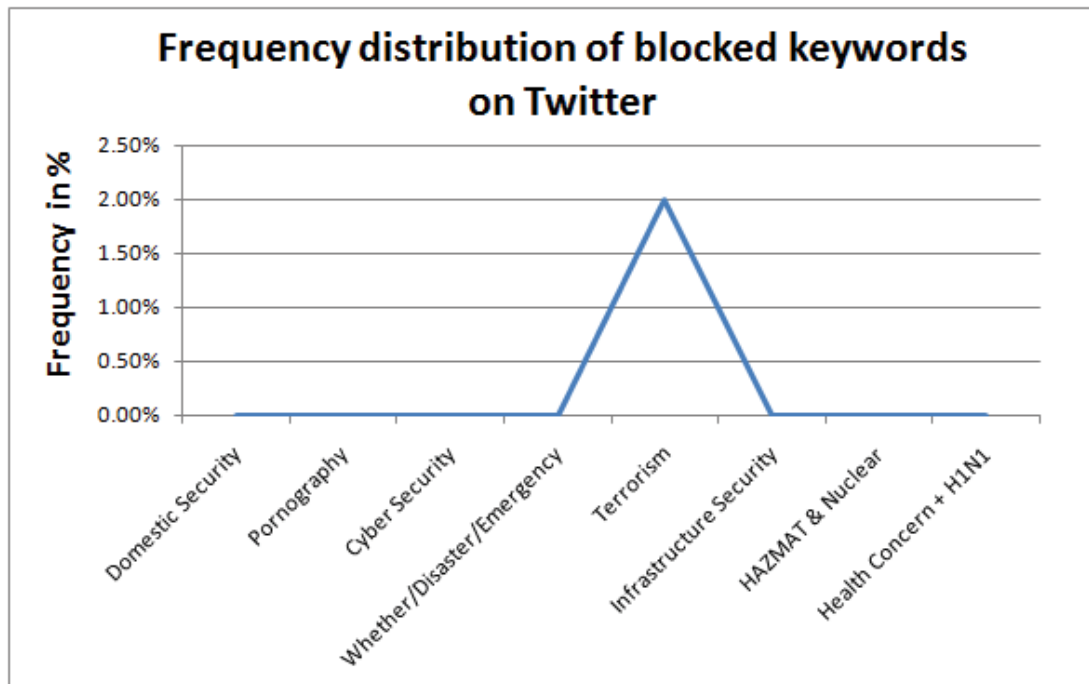 Frequency distribution of blocked keywords
on Twitter
Frequency in %
2.50%
2.00%
1.50%
1.00%
0.50%
0.00%
Domestic Security
Pornography
Cyber Security
Whether/Disaster/Emergency
Terrorism
Infrastructure Security
HAZMAT & Nuclear
Health Concern + H1N1